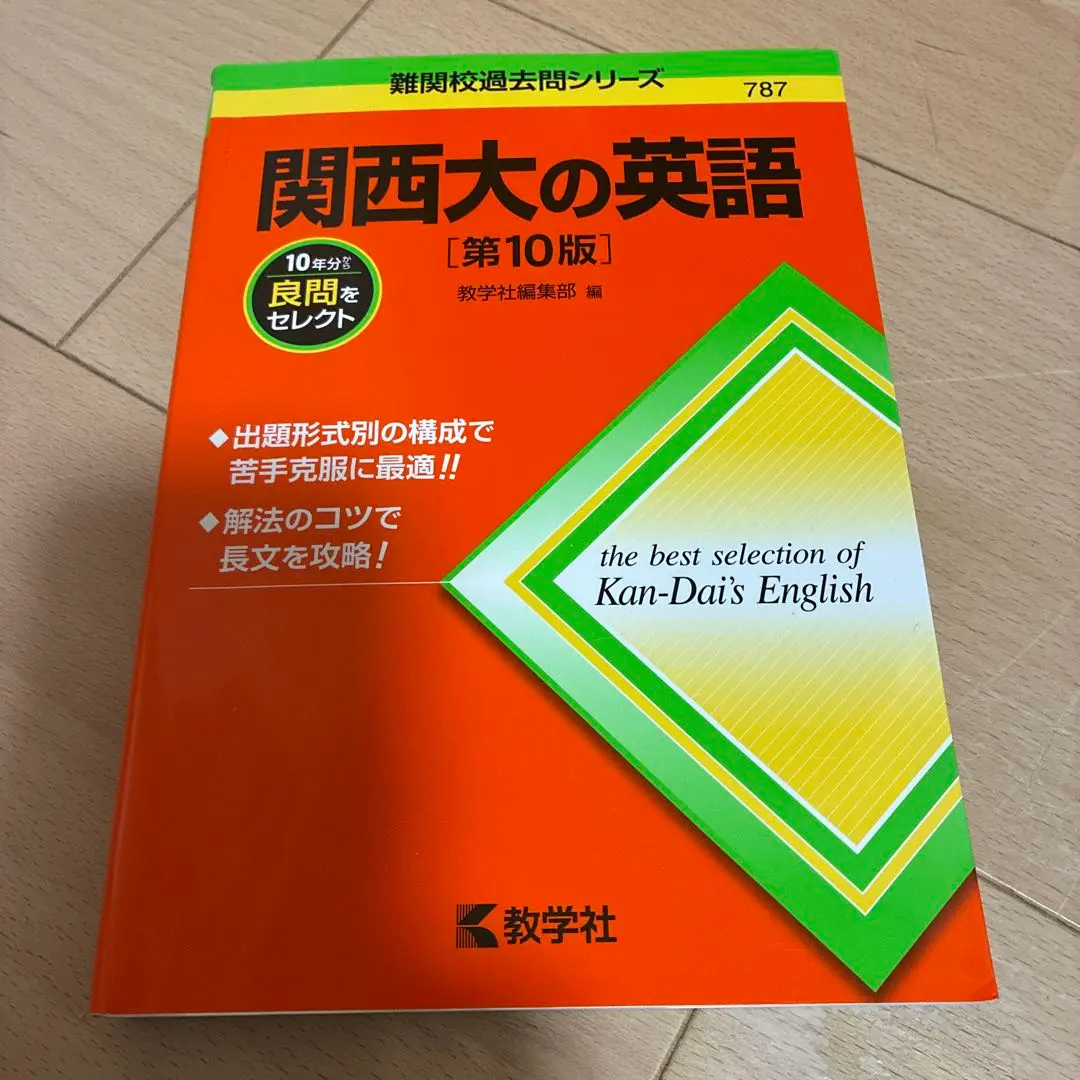 難関校過去問シリーズ
787
関西大の英語
[第10版]
教学社編集部 編
10年分から
良問を
セレクト
◆出題形式別の構成で
苦手克服に最適!!
◆解法のコツで
長文を攻略!
the best selection of
Kan-Dai's English
教学社